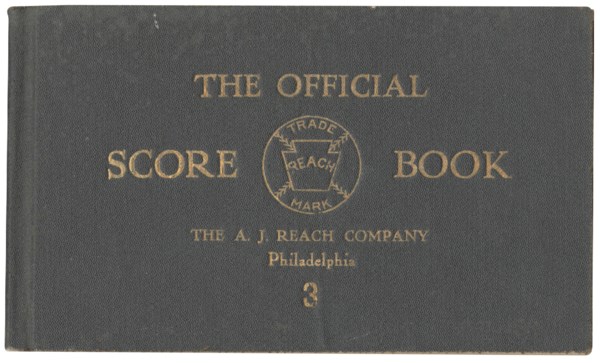 THE OFFICIAL
SCORE BOOK
TRADE
REACH
MARK
THE A. J. REACH COMPANY
Philadelphia
3